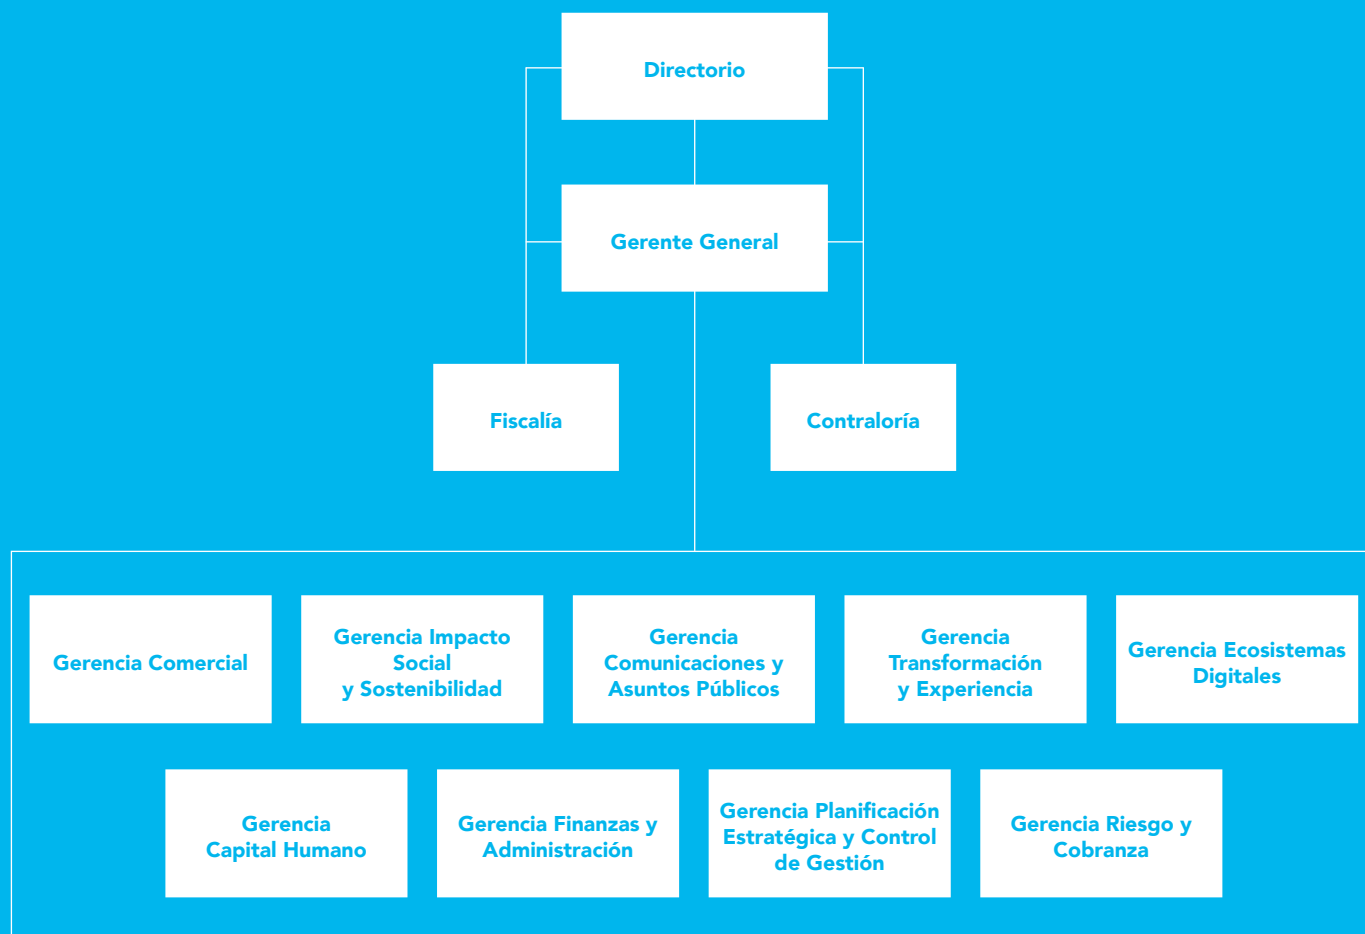 Directorio
Gerente General
Fiscalía
Contraloría
Gerencia Comercial
Gerencia Impacto
Social
y Sostenibilidad
Gerencia
Comunicaciones y
Asuntos Públicos
Gerencia
Transformación
y Experiencia
Gerencia Ecosistemas
Digitales
Gerencia
Capital Humano
Gerencia Finanzas y
Administración
Gerencia Planificación
Estratégica y Control
de Gestión
Gerencia Riesgo y
Cobranza